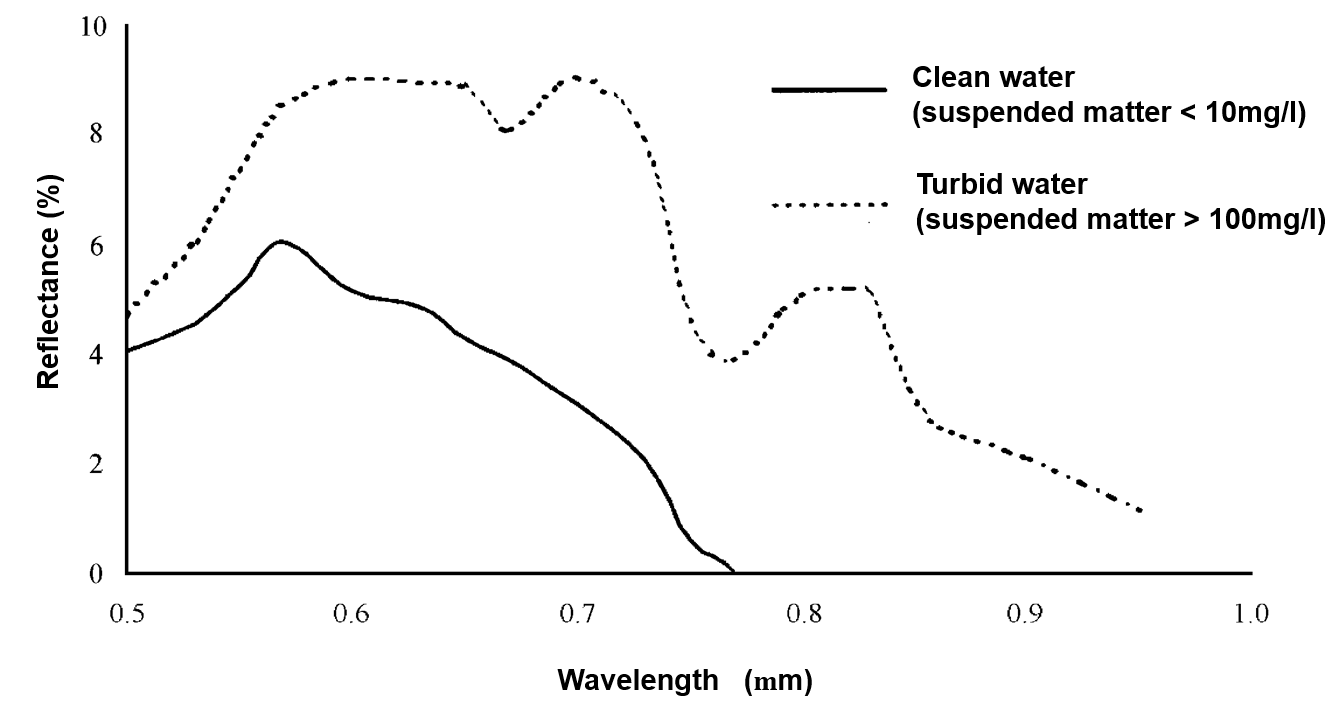 10
8
6
4
2
0
Reflectance (%)
Clean water
(suspended matter < 10mg/l)
Turbid water
(suspended matter > 100mg/l)
0.5 0.6 0.7 0.8 0.9 1.0
Wavelength (mm)